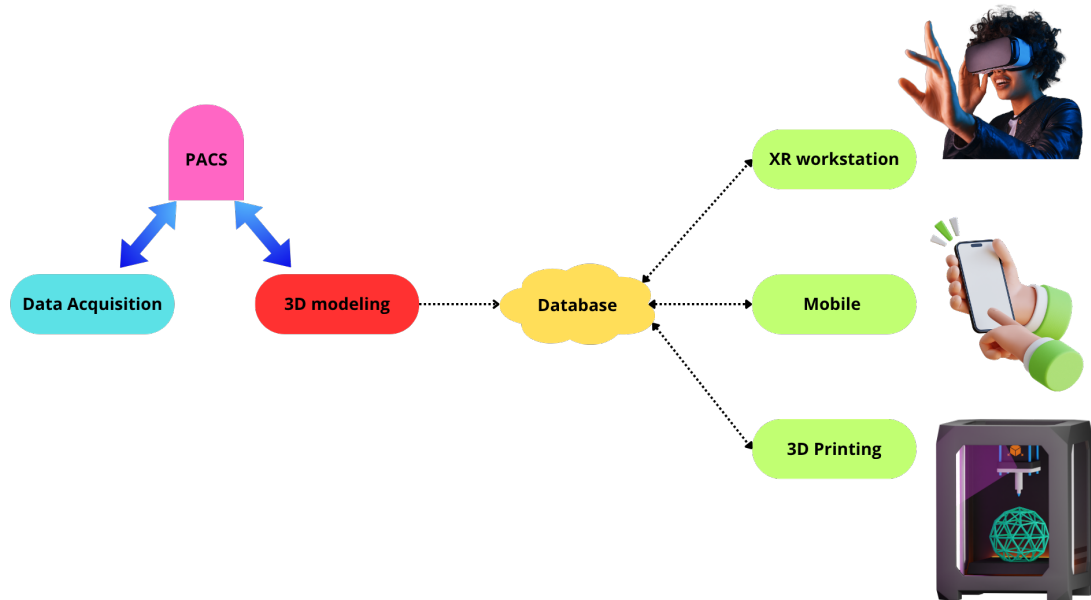 PACS
XR workstation
Data Acquisition
3D modeling
Database
Mobile
3D Printing